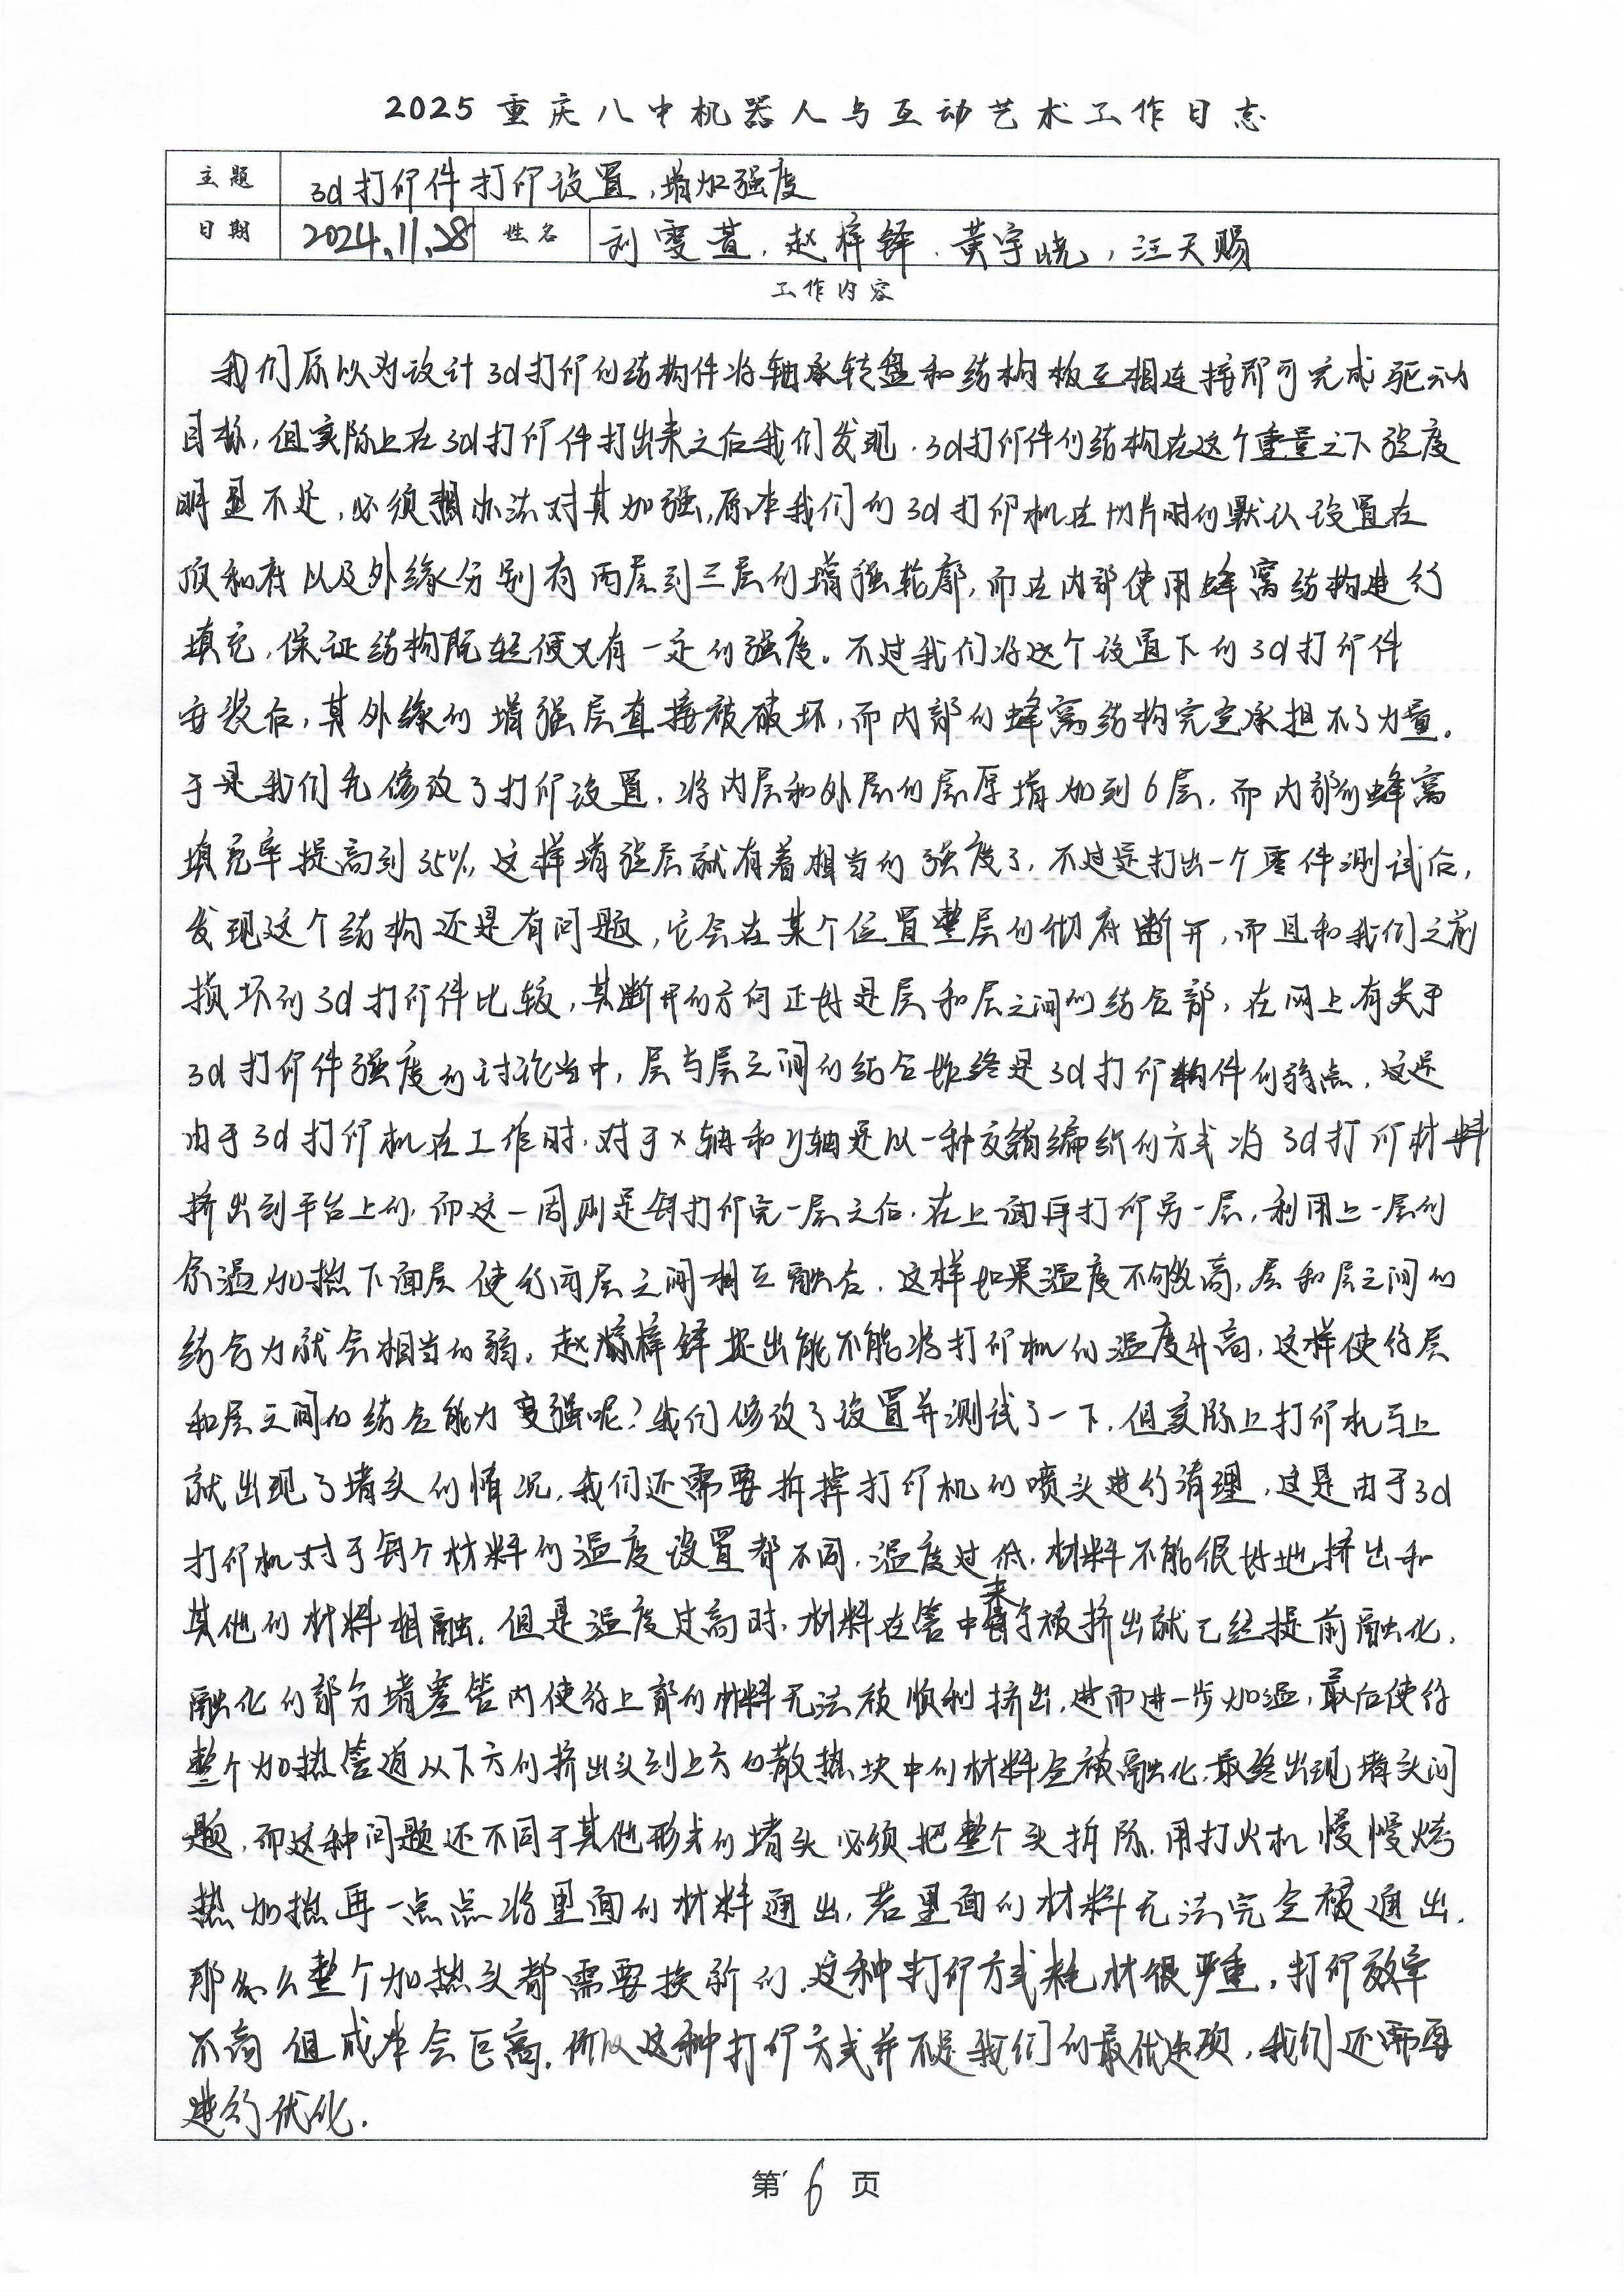 2025重庆八中机器人与互动艺术工作日志
主题 3d打印件打印设置，增加强度
日期 2024.11.28 姓名 刘雯萱.赵梓铎.黄宇皖，汪天赐
工作内容
我们原以为设计3d打印的结构件将轴承转盘和结构板互相连接即可完成驱动
目标，但实际上在3d打印件打出来之后我们发现.3d打印件的结构在这个重量之下强度
明显不足，必须想办法对其加强，原本我们的3d打印机在切片时的默认设置在
顶和底以及外缘分别有两层到三层的增强轮廓，而在内部使用蜂窝结构进行
填充，保证结构既轻便又有一定的强度。不过我们将这个设置下的3d打印件
安装后，其外缘的增强层直接被破坏，而内部的蜂窝结构完全承担不了力量。
于是我们先修改了打印设置，将内层和外层的层厚增加到6层，而内部的蜂窝
填充率提高到35%，这样增强层就有着相当的强度了，不过是打出一个零件测试后，
发现这个结构还是有问题，它会在某个位置整层的彻底断开，而且和我们之前
损坏的3d打印件比较，其断开的方向正好是层和层之间的结合部，在网上有关于
3d打印件强度的讨论当中，层与层之间的结合始终是3d打印构件的弱点，这是
由于3d打印机在工作时，对于x轴和y轴是以一种交错编织的方式将3d打印材料
挤出到平台上的，而这一周则是每打印完一层之后，在上面再打印另一层，利用上一层的
余温加热下面层使得两层之间相互融合，这样如果温度不够高，层和层之间的
结合力就会相当的弱。赵梓铎提出能不能将打印机的温度升高，这样使得层
和层之间的结合能力变强呢？我们修改了设置并测试了一下，但实际上打印机马上
就出现了堵头的情况，我们还需要拆掉打印机的喷头进行清理，这是由于3d
打印机对于每个材料的温度设置都不同，温度过低，材料不能很好地挤出和
其他的材料相融。但是温度过高时，材料在管中未被挤出就已经提前融化，
融化的部分堵塞管内使得上部的材料无法被顺利挤出，进而进一步加温，最后使得
整个加热管道从下方的挤出头到上方的散热块中的材料全被融化，最终出现堵头问
题，而这种问题还不同于其他形式的堵头必须把整个头拆除，用打火机慢慢烤
热加热再一点点将里面的材料通出，若里面的材料无法完全被通出，
那么整个加热头都需要换新的，这种打印方式耗材很严重，打印效率
不高但成本会巨高。所以这种打印方式并不是我们的最优选项，我们还需再
进行优化.
第6页